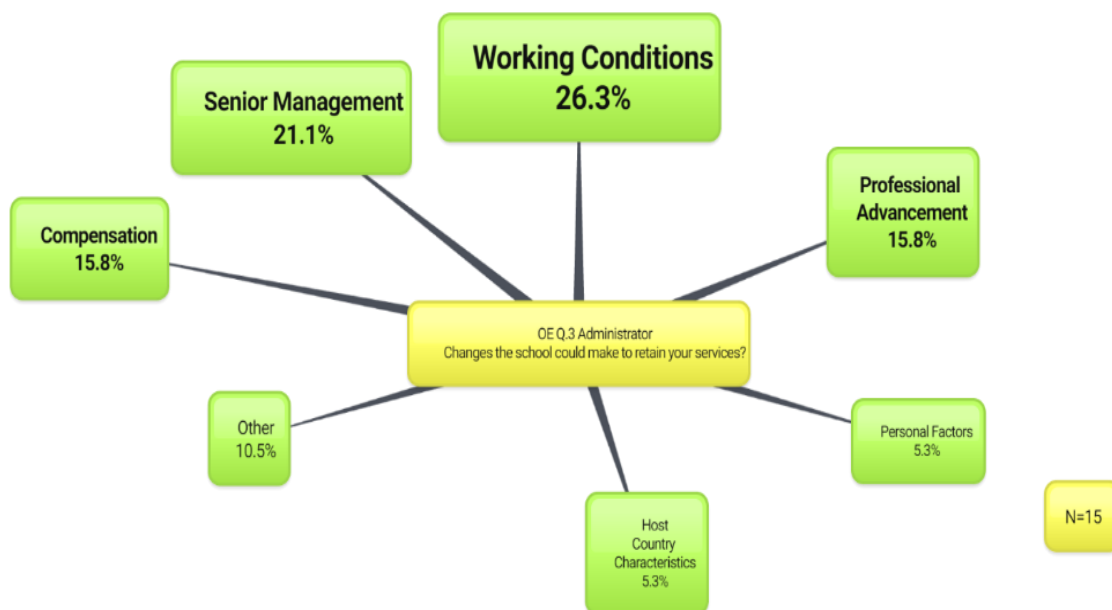 Working Conditions
26.3%
Senior Management
21.1%
Professional
Advancement
15.8%
Compensation
15.8%
OE Q.3 Administrator
Changes the school could make to retain your services?
Other
10.5%
Personal Factors
5.3%
Host
Country
Characteristics
5.3%
N=15